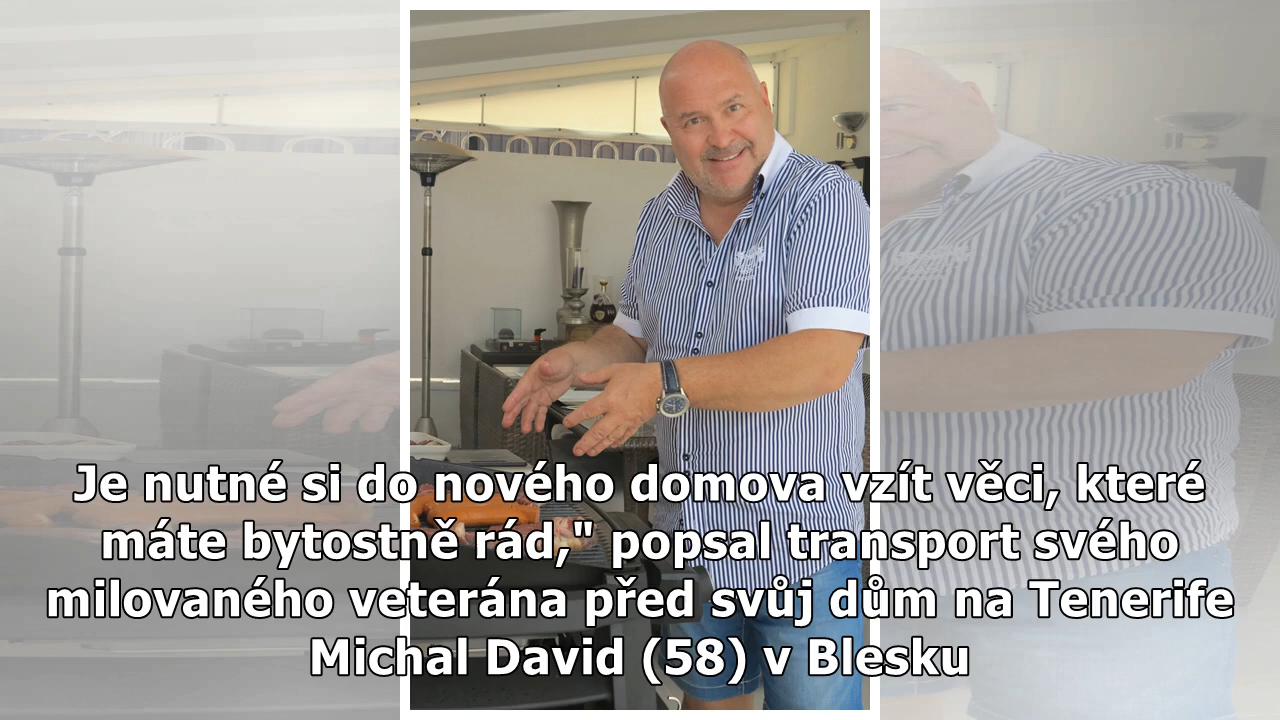 Je nutné si do nového domova vzít věci, které
máte bytostně rád," popsal transport svého
milovaného veterána před svůj dům na Tenerife
Michal David (58) v Blesku